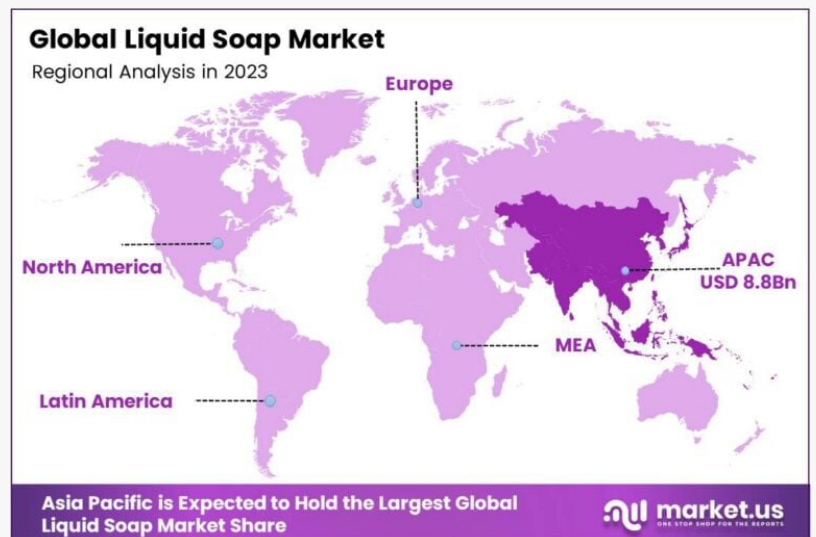 Global Liquid Soap Market
Regional Analysis in 2023
Europe
North America
APAC
USD 8.8Bn
MEA
Latin America
Asia Pacific is Expected to Hold the Largest Global
Liquid Soap Market Share
market.us
ONE STOP SHOP FOR THE REPORTS